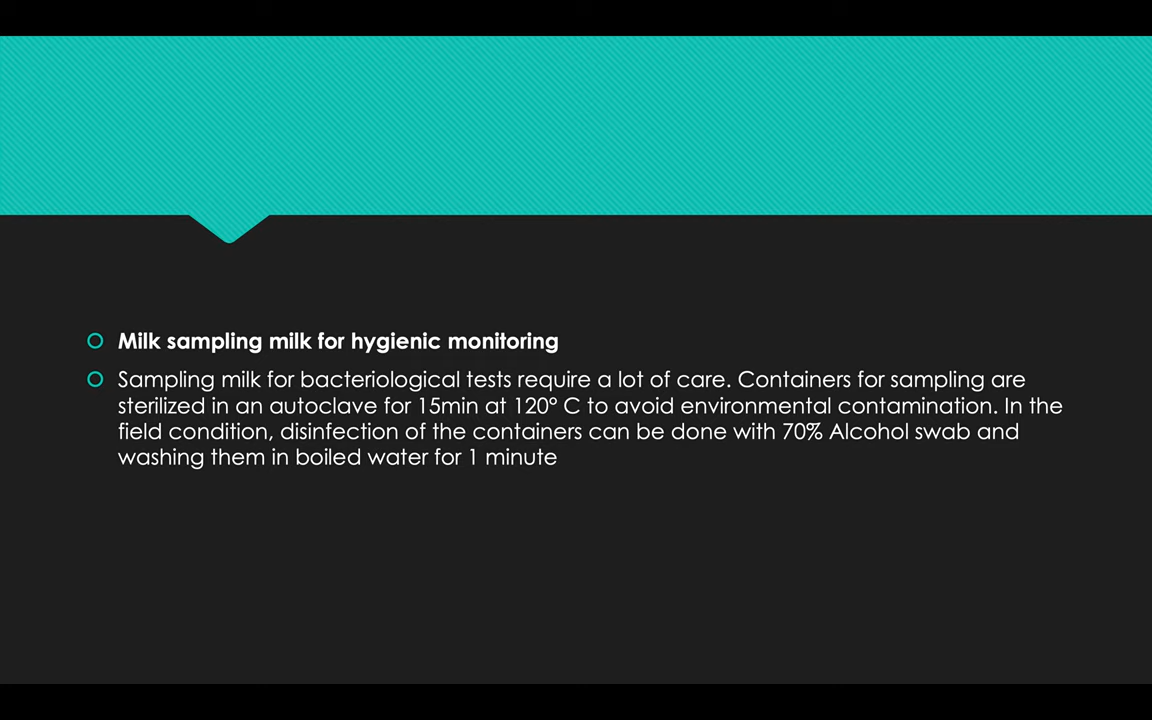 Milk sampling milk for hygienic monitoring
Sampling milk for bacteriological tests require a lot of care. Containers for sampling are
sterilized in an autoclave for 15min at 120° C to avoid environmental contamination. In the
field condition, disinfection of the containers can be done with 70% Alcohol swab and
washing them in boiled water for 1 minute